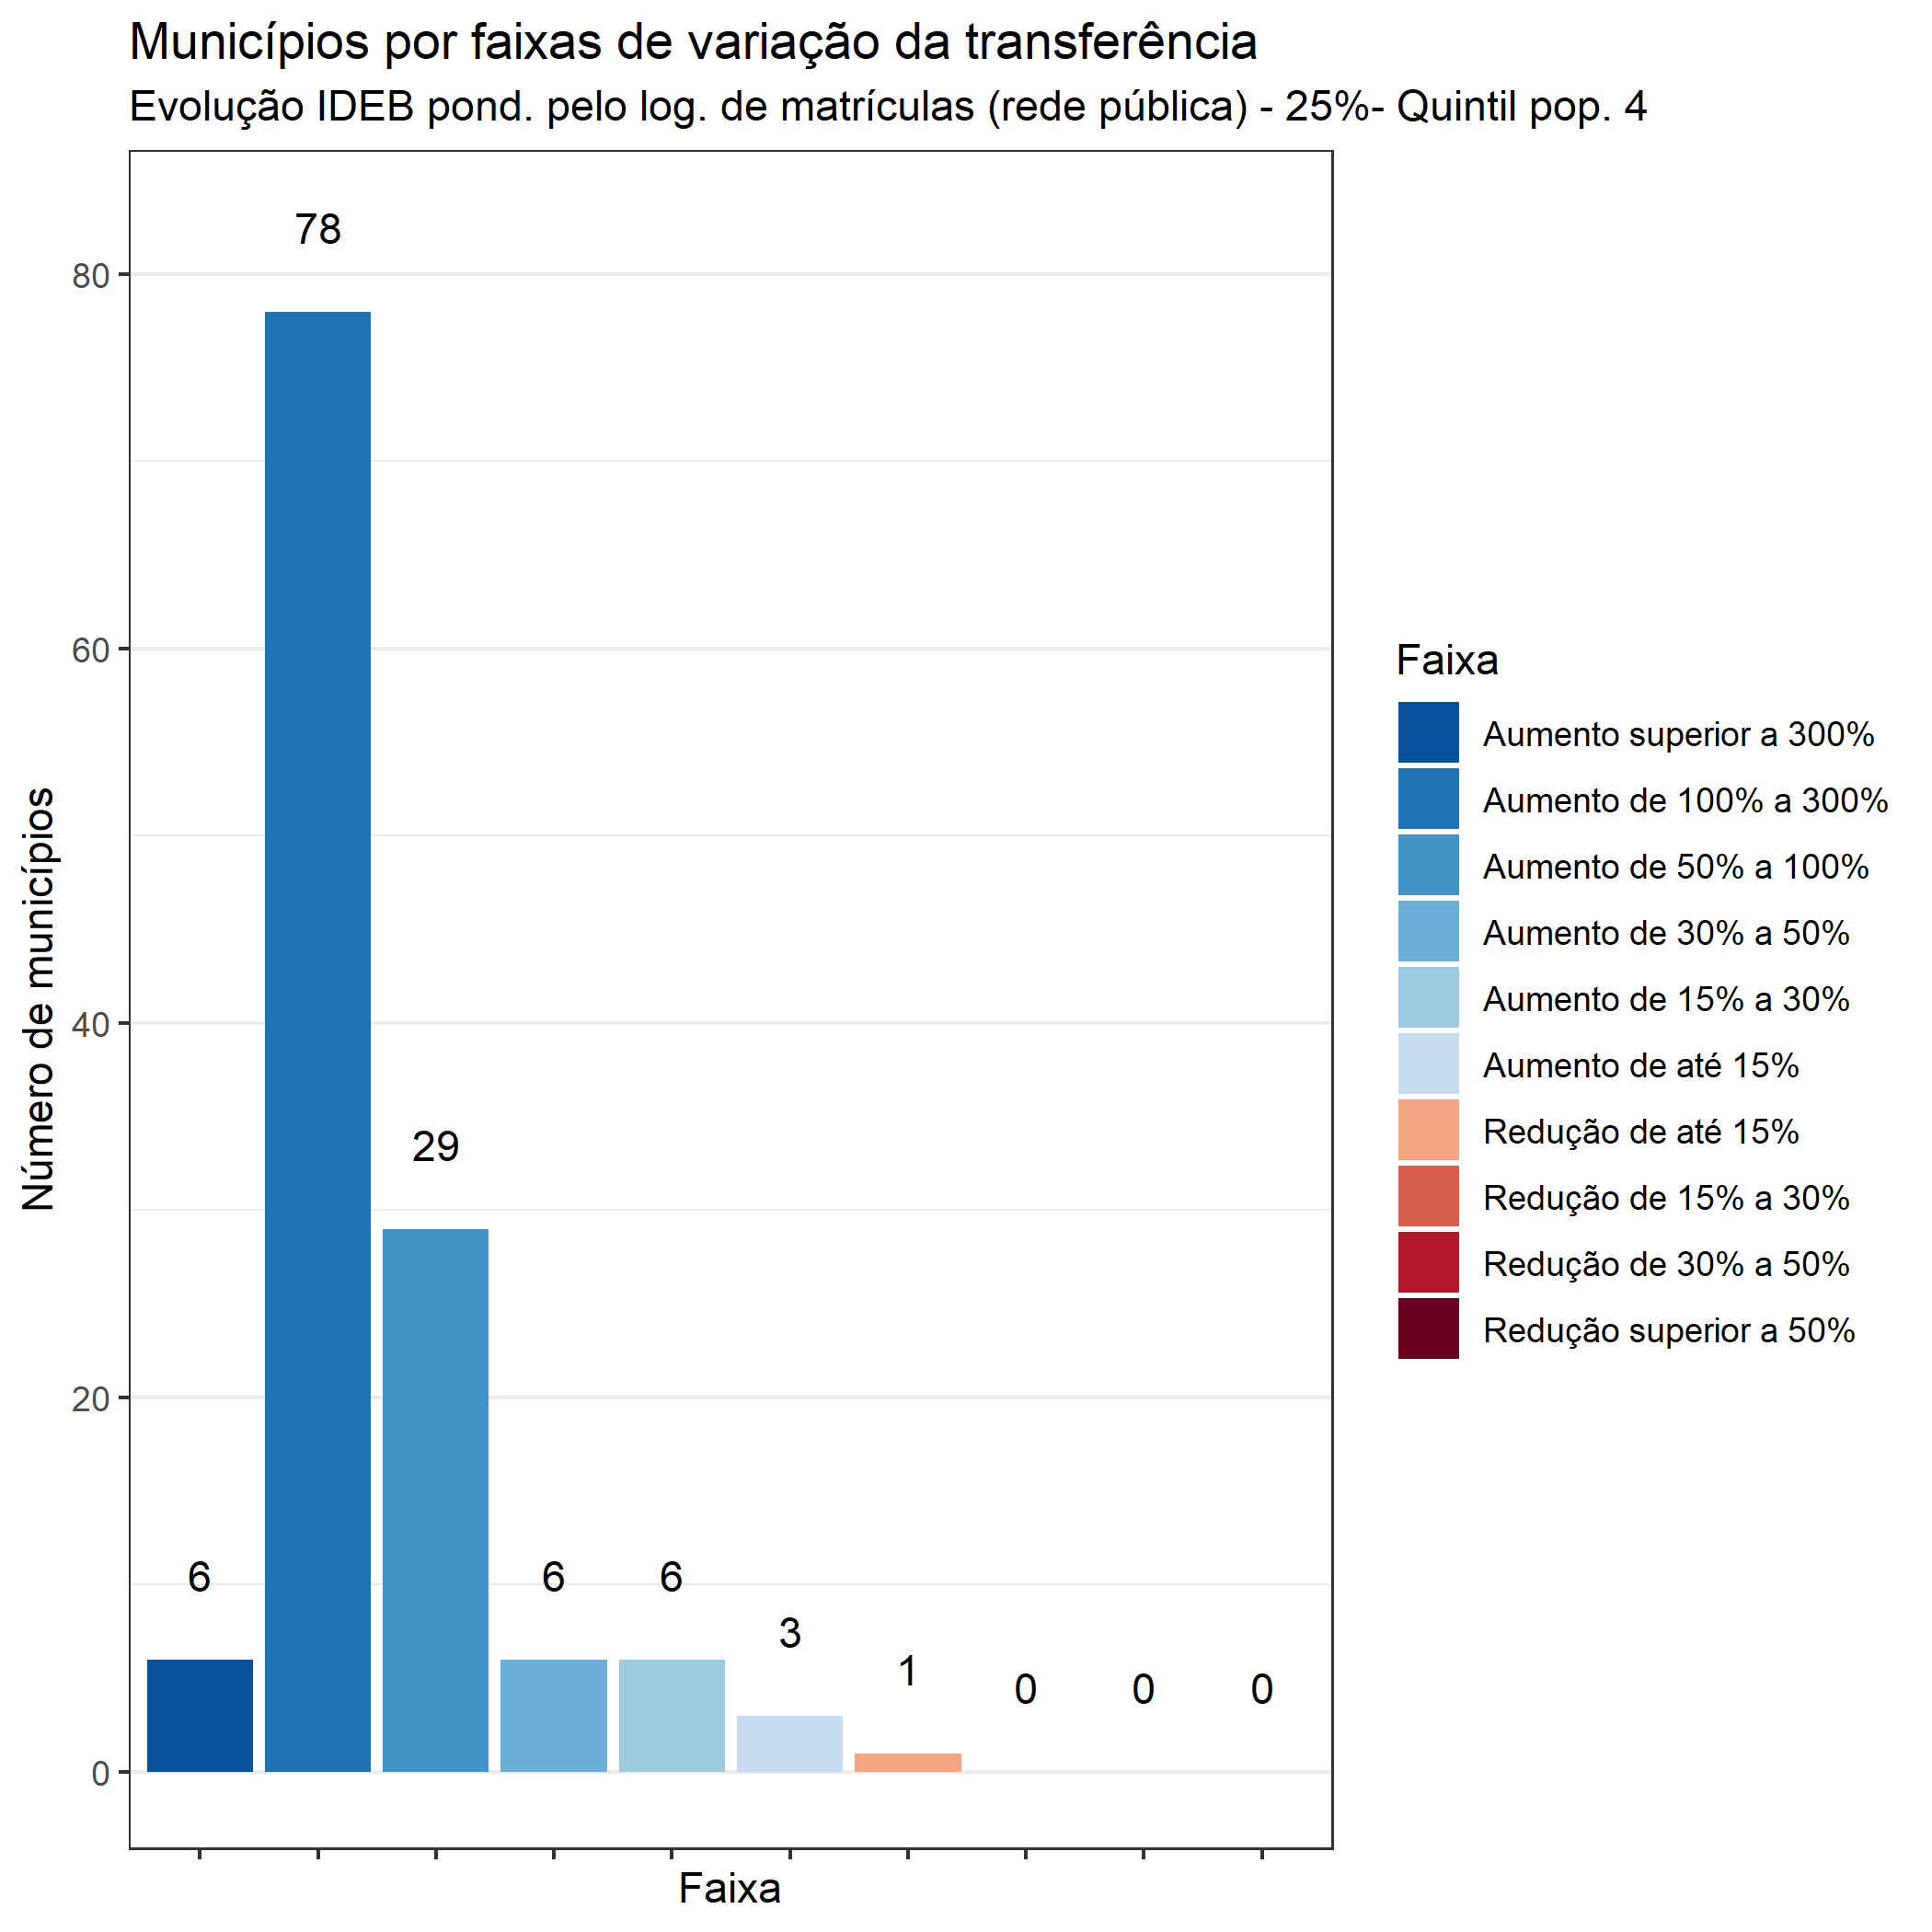 Municípios por faixas de variação da transferência
Evolução IDEB pond. pelo log. de matrículas (rede pública) - 25%- Quintil pop. 4
Número de municípios
80
60
40
20
0
78
29
6
6
6
3
1
0
0
0
Faixa
Faixa
Aumento superior a 300%
Aumento de 100% a 300%
Aumento de 50% a 100%
Aumento de 30% a 50%
Aumento de 15% a 30%
Aumento de até 15%
Redução de até 15%
Redução de 15% a 30%
Redução de 30% a 50%
Redução superior a 50%